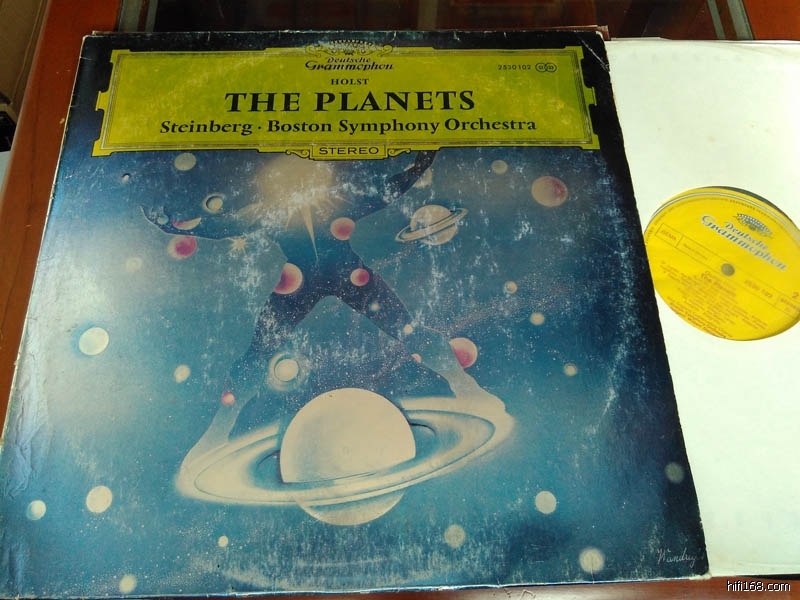 Deutsche
Grammophon
2530 102
HOLST
THE PLANETS
Steinberg · Boston Symphony Orchestra
STEREO
Deutsche
Grammophon
hifi168.com